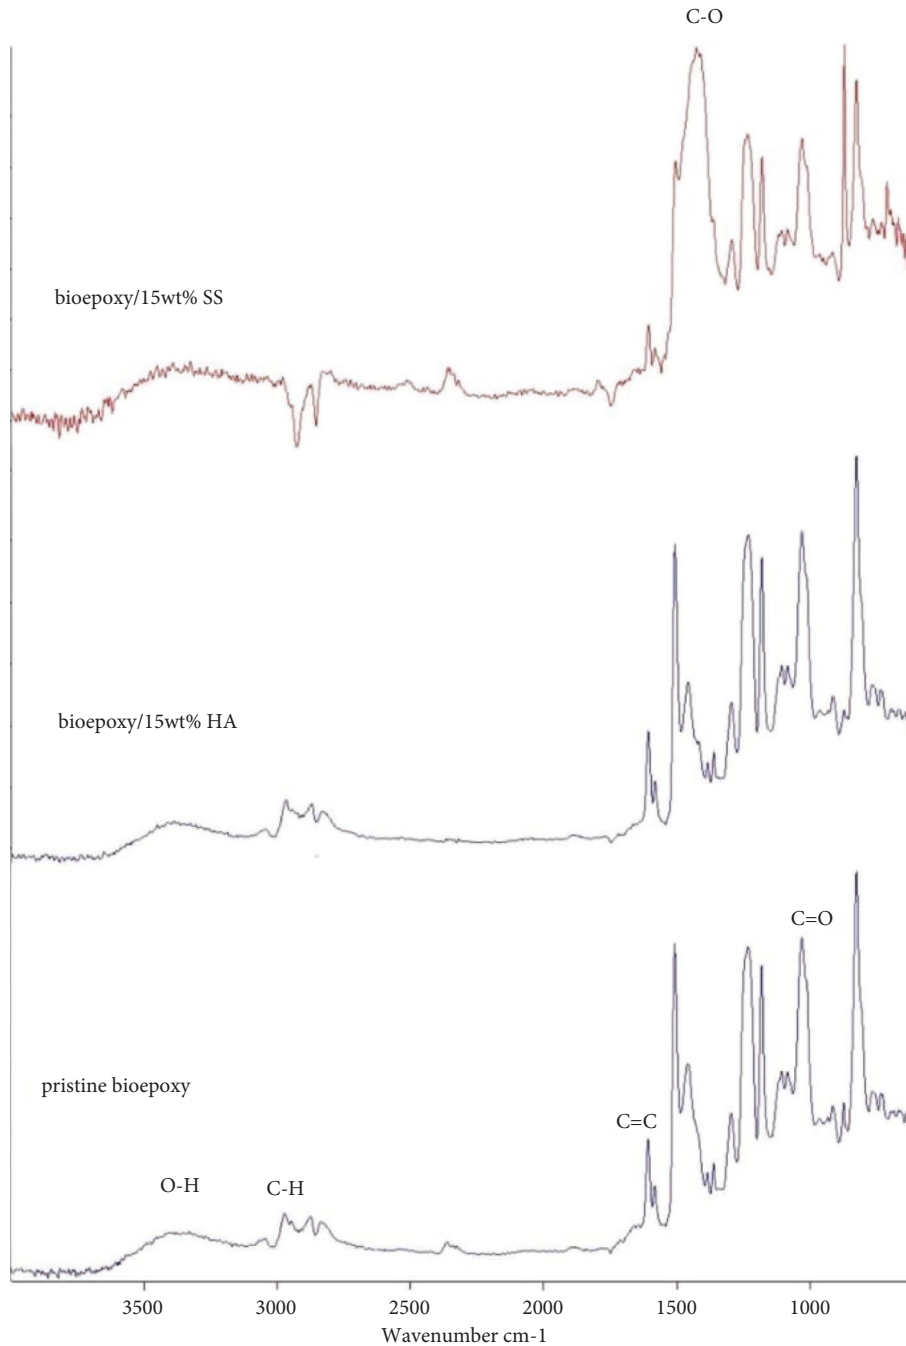 C-O
bioepoxy/15wt% SS
bioepoxy/15wt% HA
C=O
pristine bioepoxy
C=C
O-H
C-H
3500 3000 2500 2000 1500 1000
Wavenumber cm-1